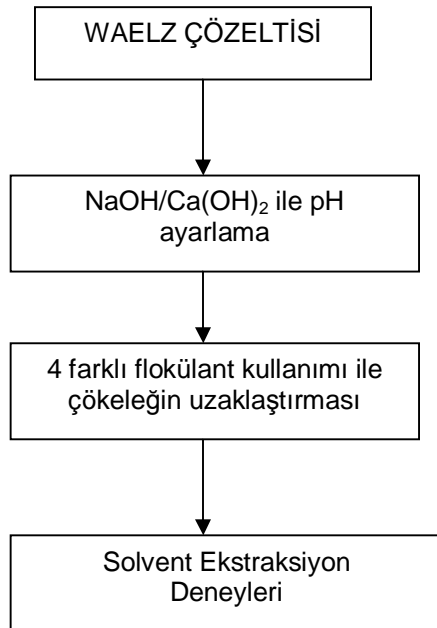 WAELZ ÇÖZELTİSİ
NaOH/Ca(OH)₂ ile pH
ayarlama
4 farklı flokülant kullanımı ile
çökeleğin uzaklaştırması
Solvent Ekstraksiyon
Deneyleri